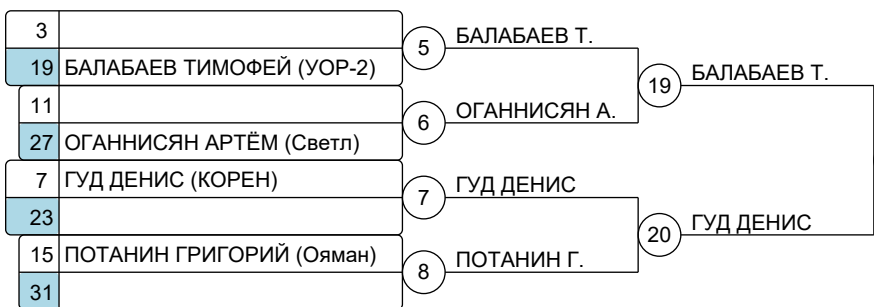 3
19 БАЛАБАЕВ ТИМОФЕЙ (УОР-2)
11
27 ОГАННИСЯН АРТЁМ (Светл)
7 ГУД ДЕНИС (КОРЕН)
23
15 ПОТАНИН ГРИГОРИЙ (Ояман)
31
5 БАЛАБАЕВ Т.
6 ОГАННИСЯН А.
7 ГУД ДЕНИС
8 ПОТАНИН Г.
19 БАЛАБАЕВ Т.
20 ГУД ДЕНИС